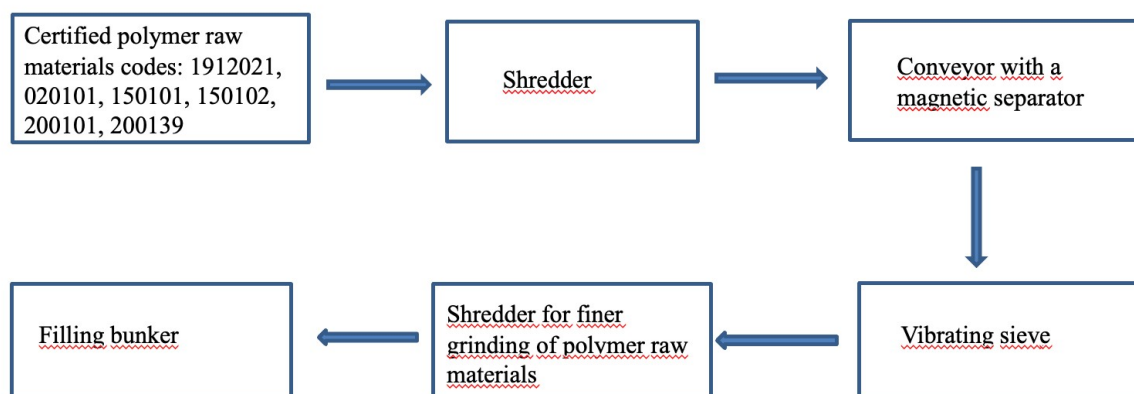 Certified polymer raw
materials codes: 1912021,
020101, 150101, 150102,
200101, 200139
Shredder
Conveyor with a
magnetic separator
Filling bunker
Shredder for finer
grinding of polymer raw
materials
Vibrating sieve